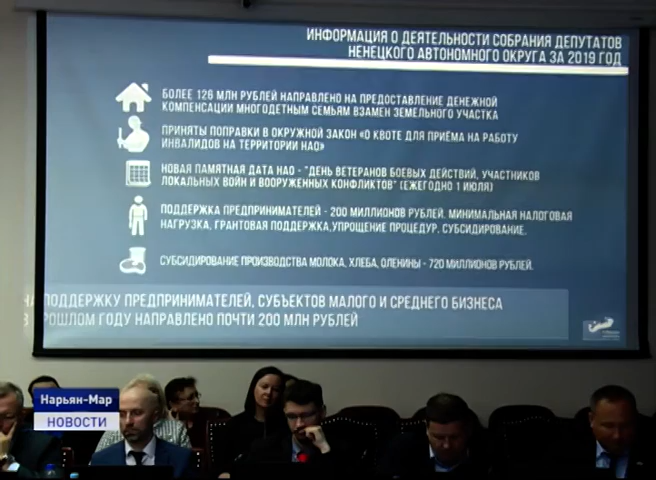 ИНФОРМАЦИЯ О ДЕЯТЕЛЬНОСТИ СОБРАНИЯ ДЕПУТАТОВ
НЕНЕЦКОГО АВТОНОМНОГО ОКРУГА ЗА 2019 ГОД
БОЛЕЕ 126 МЛН РУБЛЕЙ НАПРАВЛЕНО НА ПРЕДОСТАВЛЕНИЕ ДЕНЕЖНОЙ
КОМПЕНСАЦИИ МНОГОДЕТНЫМ СЕМЬЯМ ВЗАМЕН ЗЕМЕЛЬНОГО УЧАСТКА
ПРИНЯТЫ ПОПРАВКИ В ОКРУЖНОЙ ЗАКОН «О КВОТЕ ДЛЯ ПРИЁМА НА РАБОТУ
ИНВАЛИДОВ НА ТЕРРИТОРИИ НАО»
НОВАЯ ПАМЯТНАЯ ДАТА НАО - "ДЕНЬ ВЕТЕРАНОВ БОЕВЫХ ДЕЙСТВИЙ, УЧАСТНИКОВ
ЛОКАЛЬНЫХ ВОЙН И ВООРУЖЕННЫХ КОНФЛИКТОВ" (ЕЖЕГОДНО 1 ИЮЛЯ)
ПОДДЕРЖКА ПРЕДПРИНИМАТЕЛЕЙ - 200 МИЛЛИОНОВ РУБЛЕЙ. МИНИМАЛЬНАЯ НАЛОГОВАЯ
НАГРУЗКА, ГРАНТОВАЯ ПОДДЕРЖКА,УПРОЩЕНИЕ ПРОЦЕДУР, СУБСИДИРОВАНИЕ.
СУБСИДИРОВАНИЕ ПРОИЗВОДСТВА МОЛОКА, ХЛЕБА, ОЛЕНИНЫ - 720 МИЛЛИОНОВ РУБЛЕЙ.
НА ПОДДЕРЖКУ ПРЕДПРИНИМАТЕЛЕЙ, СУБЪЕКТОВ МАЛОГО И СРЕДНЕГО БИЗНЕСА
В ПРОШЛОМ ГОДУ НАПРАВЛЕНО ПОЧТИ 200 МЛН РУБЛЕЙ
Нарьян-Мар
НОВОСТИ